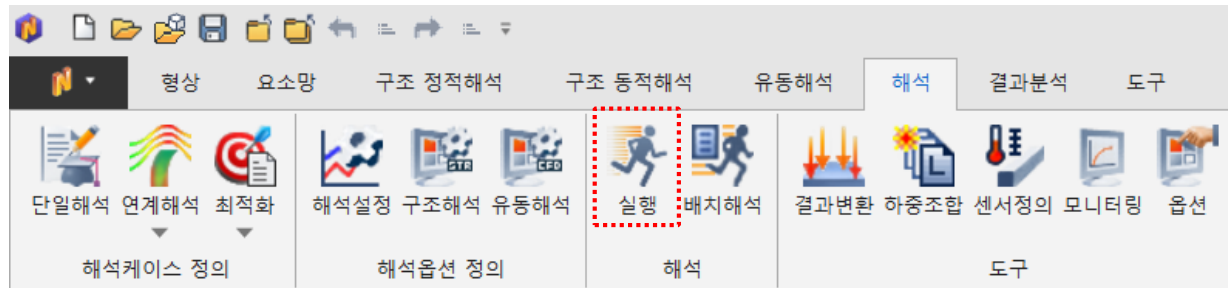 형상 요소망 구조 정적해석 구조 동적해석 유동해석 해석 결과분석 도구
STR CFD
단일해석 연계해석 최적화 해석설정 구조해석 유동해석 실행 배치해석 결과변환 하중조합 센서정의 모니터링 옵션
해석케이스 정의 해석옵션 정의 해석 도구